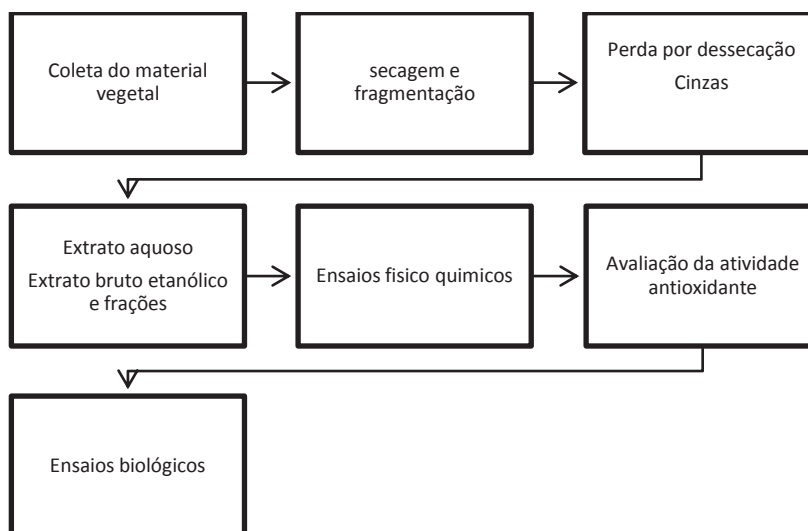 Coleta do material
vegetal
secagem e
fragmentação
Perda por dessecação
Cinzas
Extrato aquoso
Extrato bruto etanólico
e frações
Ensaios fisico quimicos
Avaliação da atividade
antioxidante
Ensaios biológicos